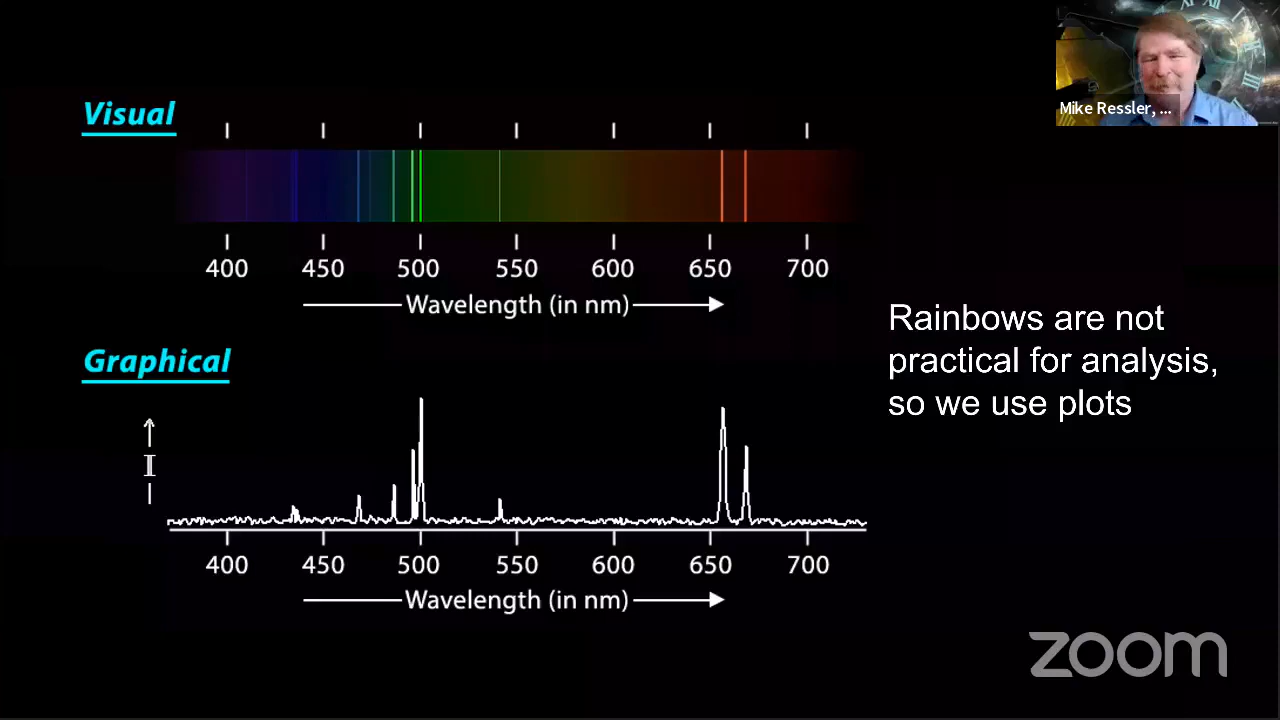 Mike Ressler, ...
Visual
400 450 500 550 600 650 700
Wavelength (in nm)
Rainbows are not
practical for analysis,
so we use plots
Graphical
I
400 450 500 550 600 650 700
Wavelength (in nm)
zoom